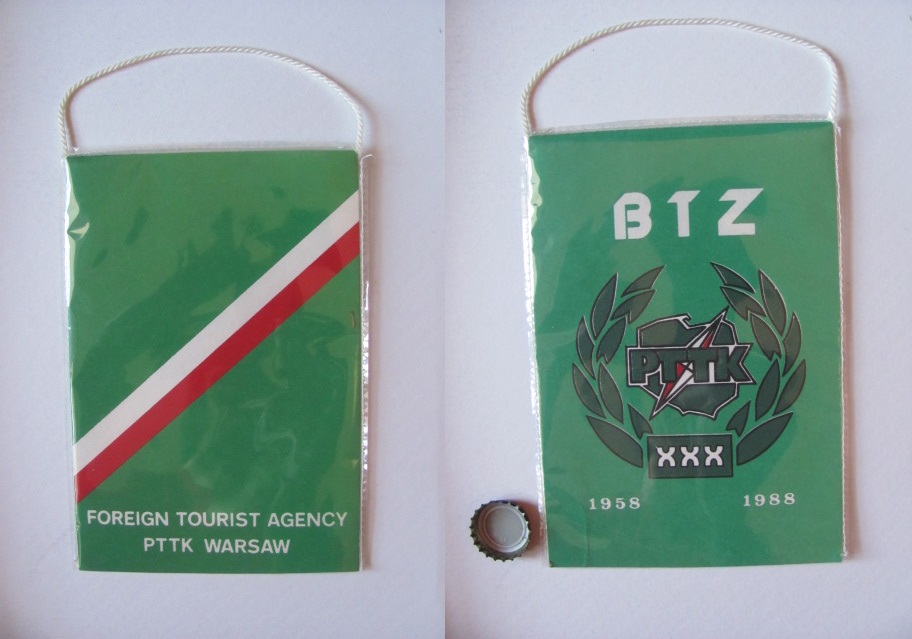 FOREIGN TOURIST AGENCY
PTTK WARSAW
BTZ
PTTK
XXX
1958 1988